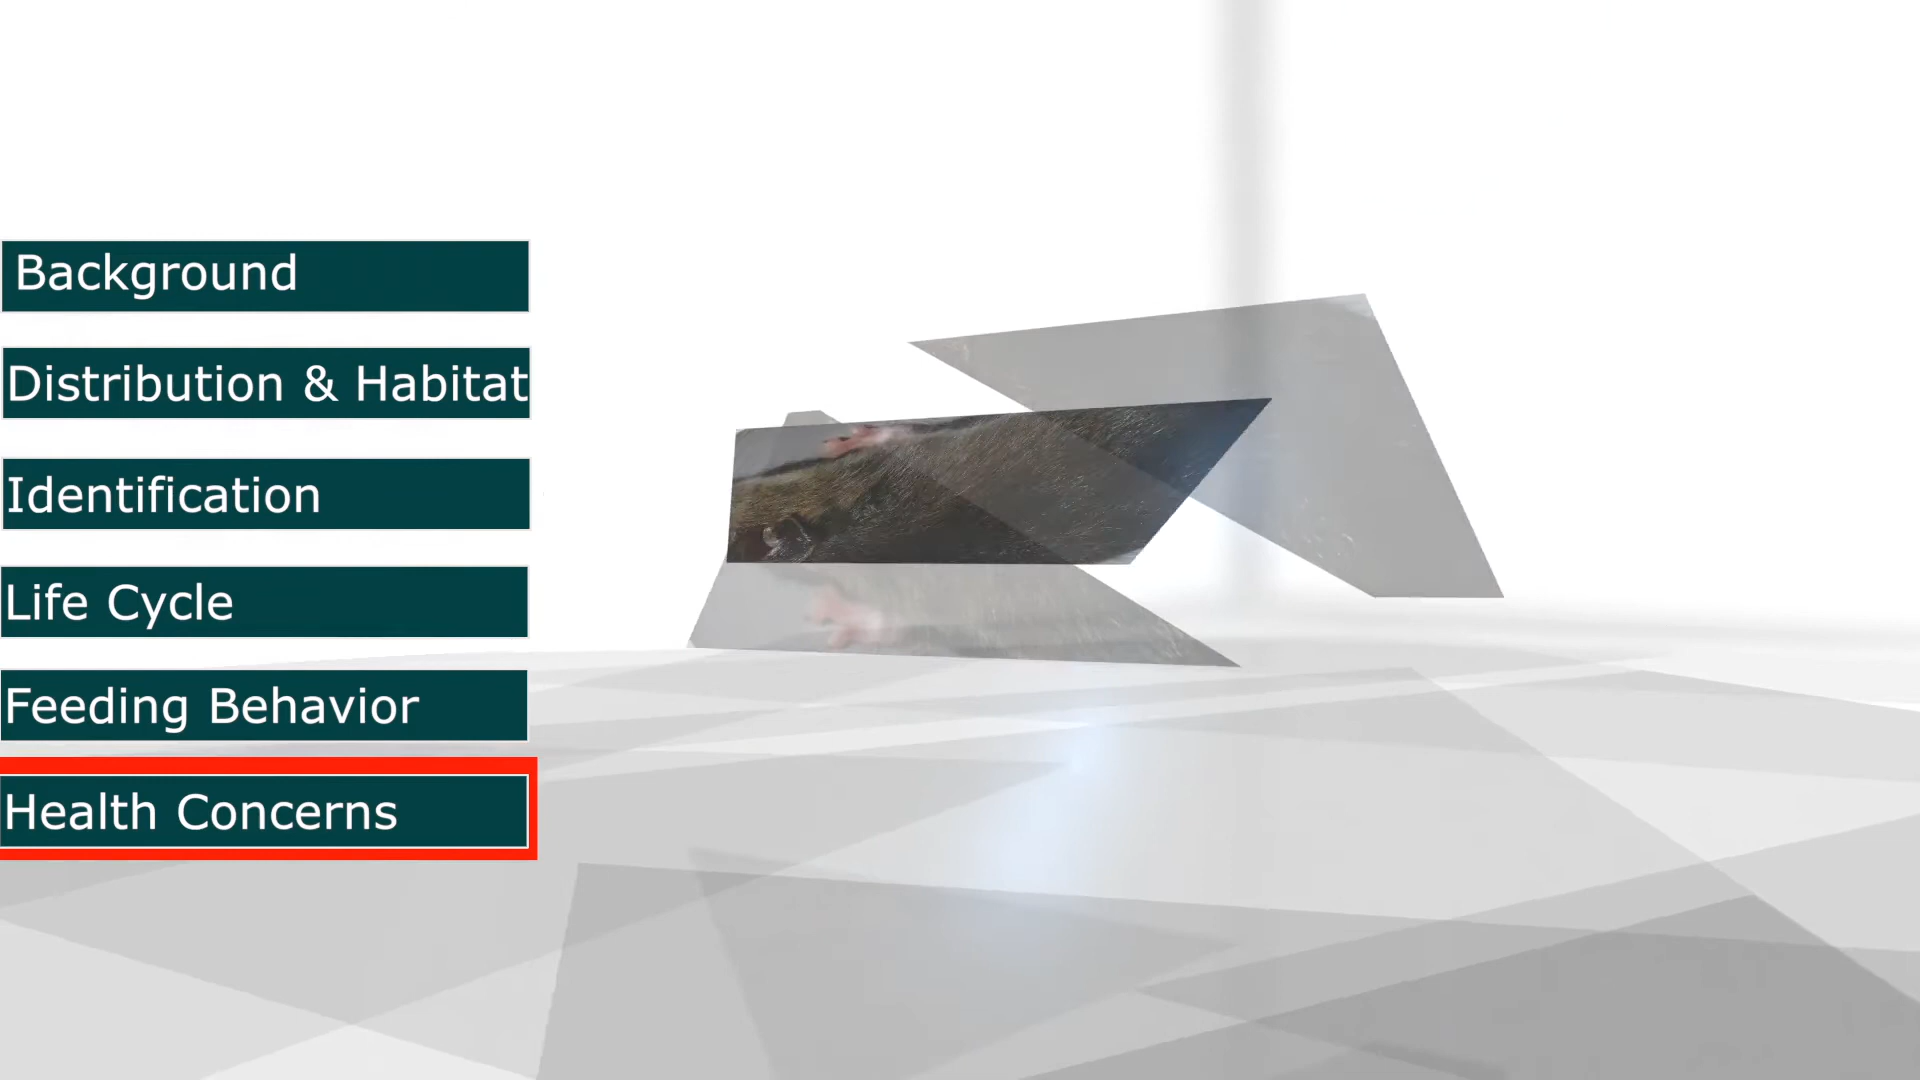 Background
Distribution & Habitat
Identification
Life Cycle
Feeding Behavior
Health Concerns